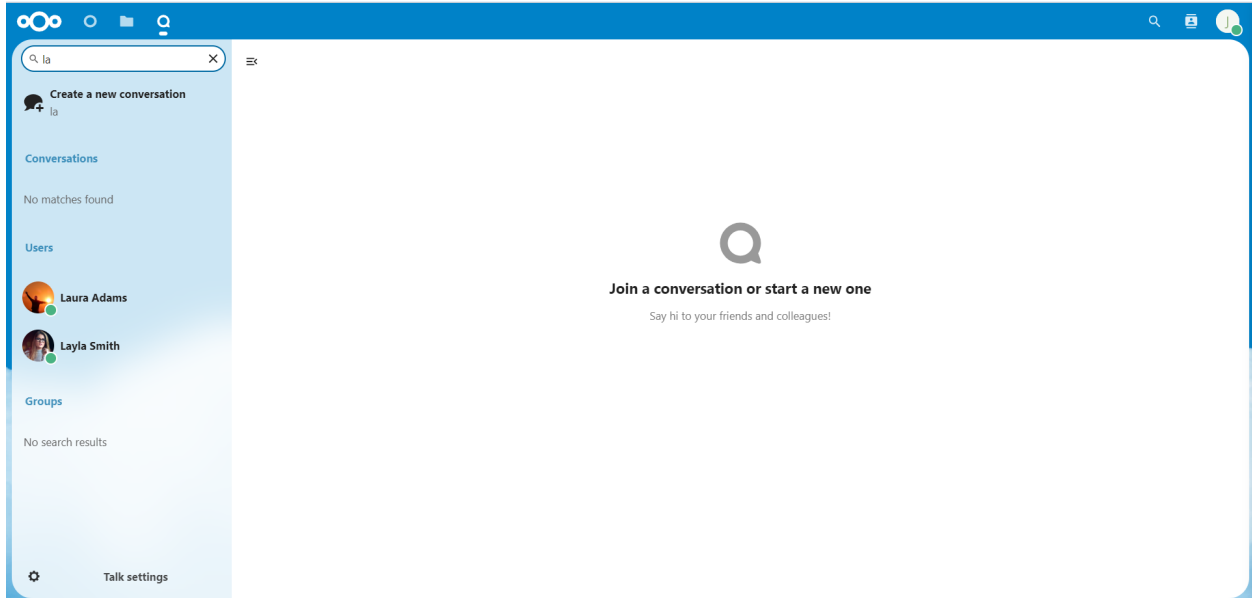 la
Create a new conversation
la
Conversations
No matches found
Users
Laura Adams
Layla Smith
Groups
No search results
Talk settings
Join a conversation or start a new one
Say hi to your friends and colleagues!
J